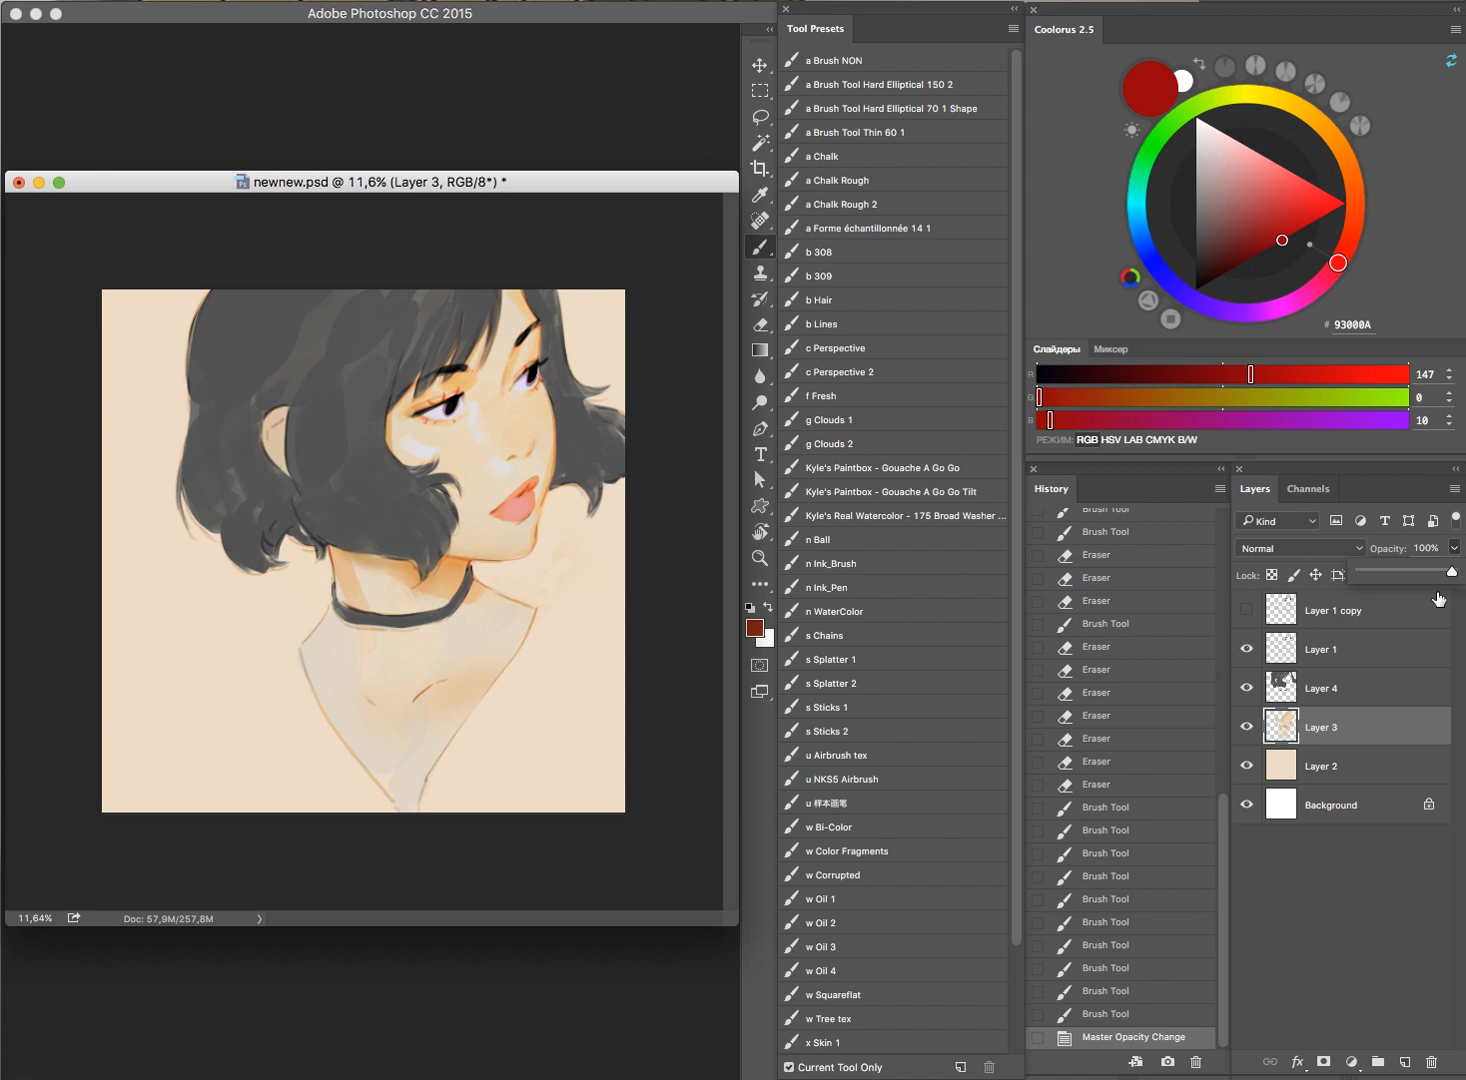 Adobe Photoshop CC 2015
newnew.psd @ 11,6% (Layer 3, RGB/8*) *
11,64%
Doc: 57,9M/257,8M
Tool Presets
a Brush NON
a Brush Tool Hard Elliptical 150 2
a Brush Tool Hard Elliptical 70 1 Shape
a Brush Tool Thin 60 1
a Chalk
a Chalk Rough
a Chalk Rough 2
a Forme échantillonnée 14 1
b 308
b 309
b Hair
b Lines
c Perspective
c Perspective 2
f Fresh
g Clouds 1
g Clouds 2
Kyle's Paintbox - Gouache A Go Go
Kyle's Paintbox - Gouache A Go Go Tilt
Kyle's Real Watercolor - 175 Broad Washer ...
n Ball
n Ink_Brush
n Ink_Pen
n WaterColor
s Chains
s Splatter 1
s Splatter 2
s Sticks 1
s Sticks 2
u Airbrush tex
u NKS5 Airbrush
u 样本画笔
w Bi-Color
w Color Fragments
w Corrupted
w Oil 1
w Oil 2
w Oil 3
w Oil 4
w Squareflat
w Tree tex
x Skin 1
Current Tool Only
Coolorus 2.5
# 93000A
Слайдеры Миксер
R 147
G 0
B 10
РЕЖИМ: RGB HSV LAB CMYK B/W
History
Brush Tool
Brush Tool
Eraser
Eraser
Eraser
Brush Tool
Eraser
Eraser
Eraser
Eraser
Eraser
Eraser
Eraser
Brush Tool
Brush Tool
Brush Tool
Brush Tool
Brush Tool
Brush Tool
Brush Tool
Brush Tool
Brush Tool
Brush Tool
Master Opacity Change
Layers Channels
Kind
Normal Opacity: 100%
Lock:
Layer 1 copy
Layer 1
Layer 4
Layer 3
Layer 2
Background
fx